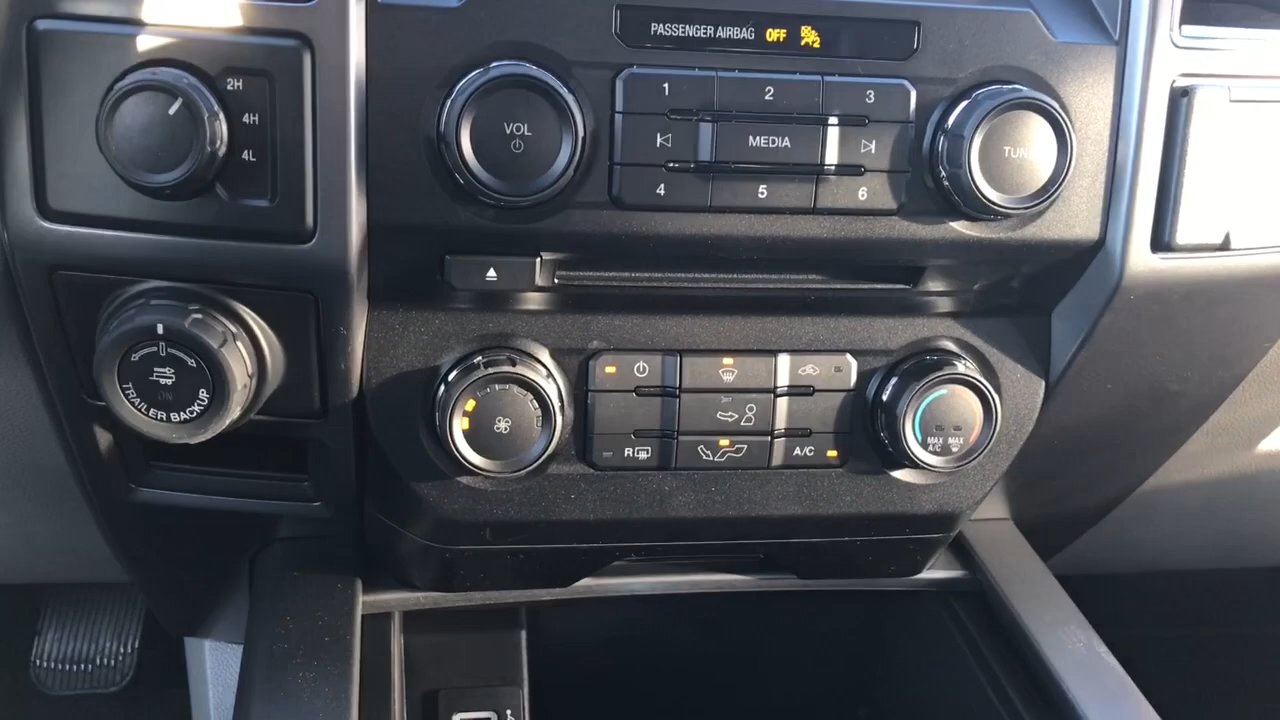 PASSENGER AIRBAG OFF 2
2H
4H
4L
VOL
1 2 3
MEDIA
4 5 6
TUNE
ON
TRAILER BACKUP
R
A/C
MAX A/C
MAX